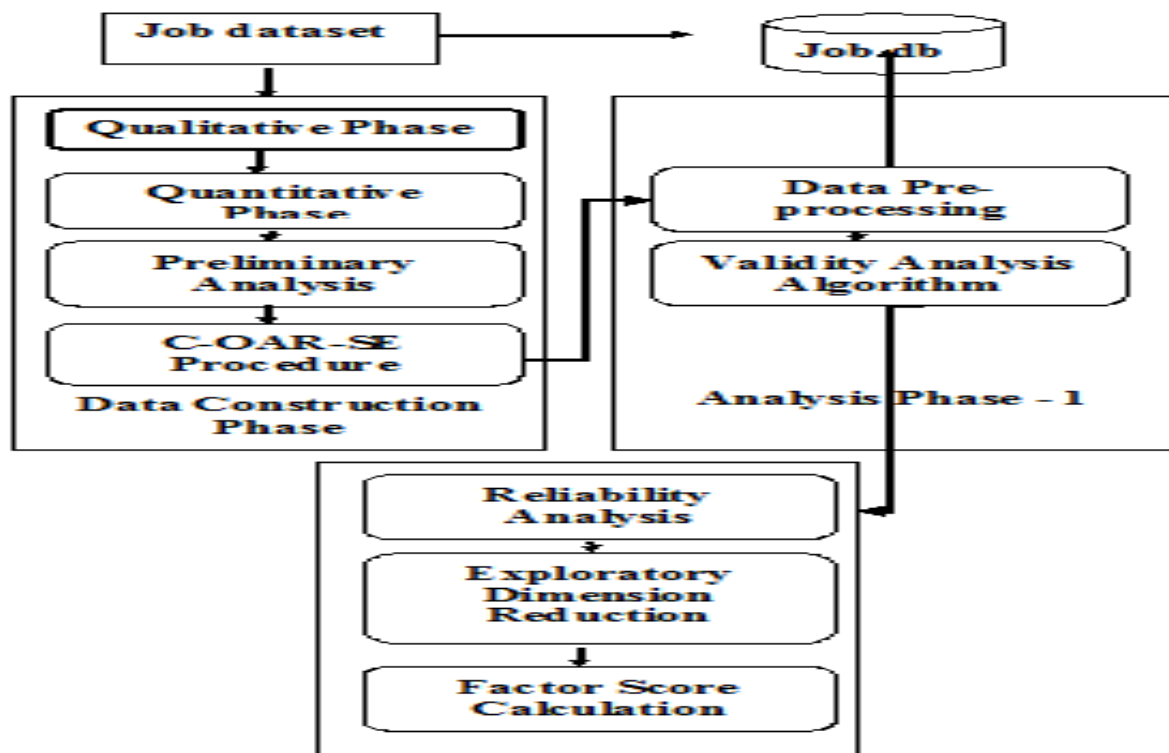 Job dataset
Job db
Qualitative Phase
Quantitative
Phase
Preliminary
Analysis
C-OAR-SE
Procedure
Data Construction
Phase
Data Pre-
processing
Validity Analysis
Algorithm
Analysis Phase - 1
Reliability
Analysis
Exploratory
Dimension
Reduction
Factor Score
Calculation